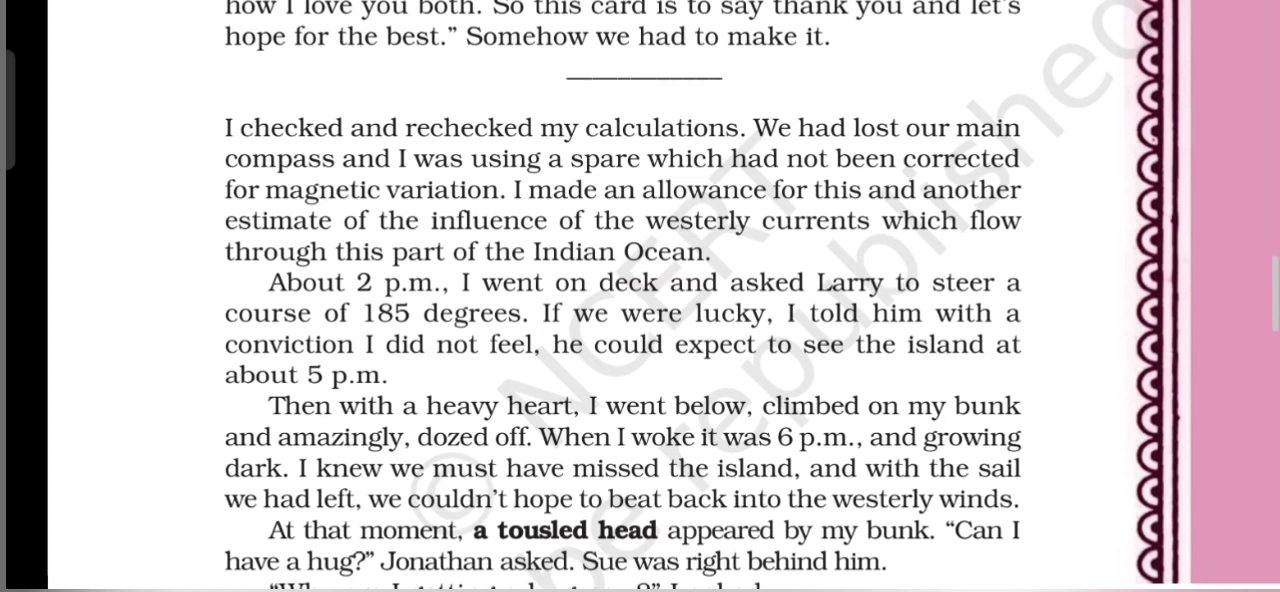 how I love you both. So this card is to say thank you and let's
hope for the best.” Somehow we had to make it.
I checked and rechecked my calculations. We had lost our main
compass and I was using a spare which had not been corrected
for magnetic variation. I made an allowance for this and another
estimate of the influence of the westerly currents which flow
through this part of the Indian Ocean.
About 2 p.m., I went on deck and asked Larry to steer a
course of 185 degrees. If we were lucky, I told him with a
conviction I did not feel, he could expect to see the island at
about 5 p.m.
Then with a heavy heart, I went below, climbed on my bunk
and amazingly, dozed off. When I woke it was 6 p.m., and growing
dark. I knew we must have missed the island, and with the sail
we had left, we couldn't hope to beat back into the westerly winds.
At that moment, a tousled head appeared by my bunk. “Can I
have a hug?” Jonathan asked. Sue was right behind him.
© NCERT
be republished